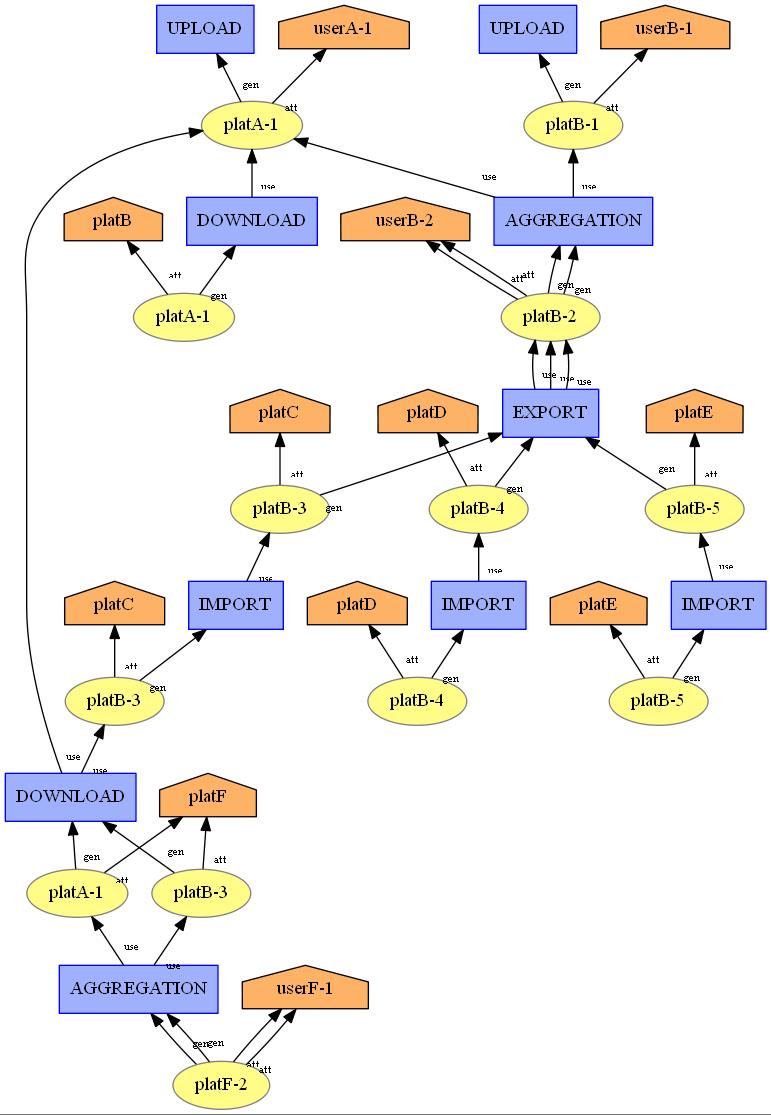 UPLOAD
userA-1
UPLOAD
userB-1
gen
att
gen
att
platA-1
platB-1
use
use
use
platB
DOWNLOAD
userB-2
AGGREGATION
att
gen
att
att
gen
gen
platA-1
platB-2
use
use
use
platC
platD
EXPORT
platE
att
gen
att
gen
gen
att
platB-3
platB-4
platB-5
use
use
use
platC
IMPORT
platD
IMPORT
platE
IMPORT
att
gen
att
gen
att
gen
platB-3
platB-4
platB-5
use
use
DOWNLOAD
platF
gen
att
gen
att
platA-1
platB-3
use
use
AGGREGATION
userF-1
gen
gen
att
att
platF-2